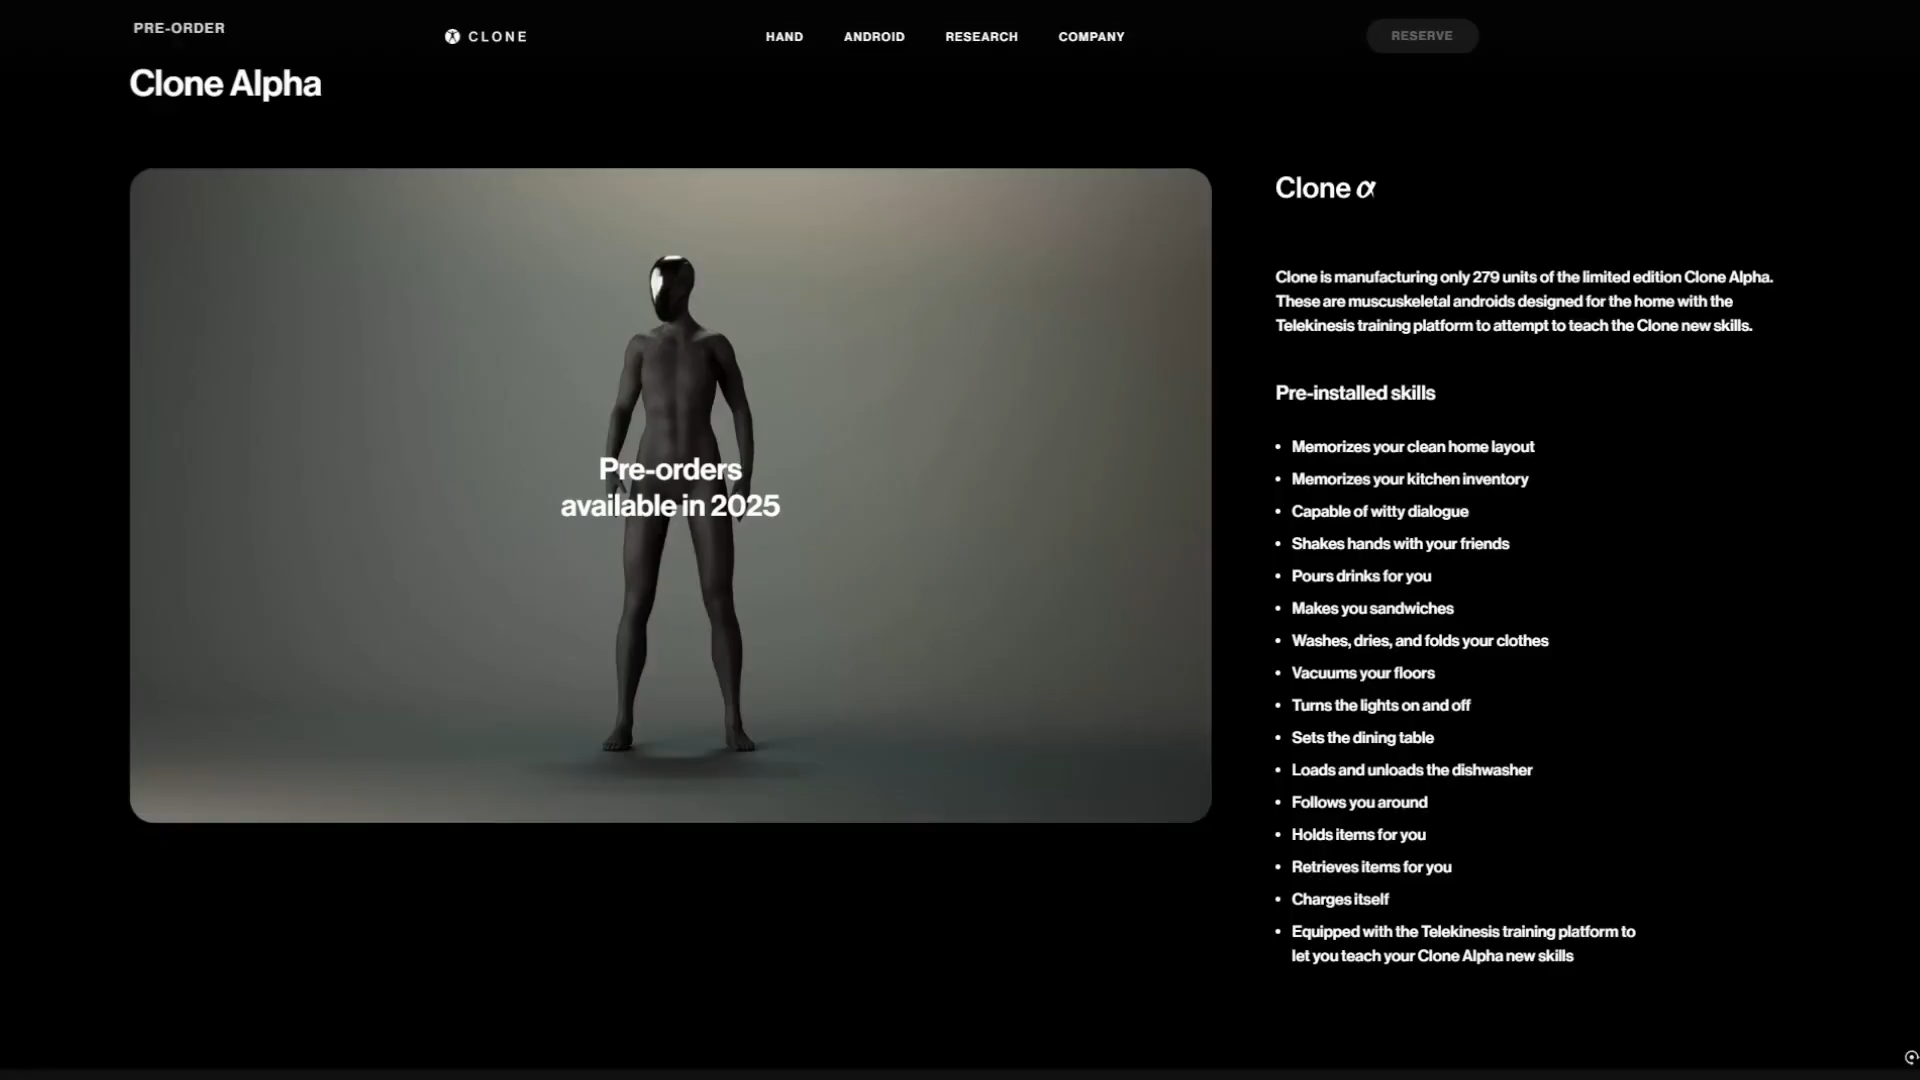 PRE-ORDER
CLONE
HAND
ANDROID
RESEARCH
COMPANY
RESERVE
Clone Alpha
Pre-orders
available in 2025
Clone α
Clone is manufacturing only 279 units of the limited edition Clone Alpha.
These are muscuskeletal androids designed for the home with the
Telekinesis training platform to attempt to teach the Clone new skills.
Pre-installed skills
• Memorizes your clean home layout
• Memorizes your kitchen inventory
• Capable of witty dialogue
• Shakes hands with your friends
• Pours drinks for you
• Makes you sandwiches
• Washes, dries, and folds your clothes
• Vacuums your floors
• Turns the lights on and off
• Sets the dining table
• Loads and unloads the dishwasher
• Follows you around
• Holds items for you
• Retrieves items for you
• Charges itself
• Equipped with the Telekinesis training platform to
let you teach your Clone Alpha new skills